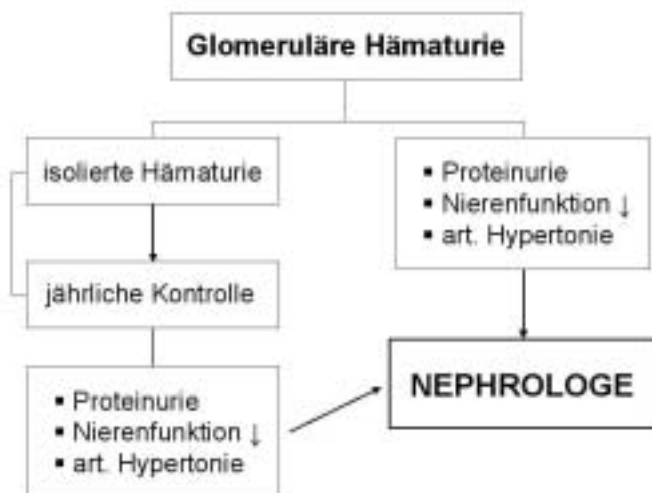 Glomeruläre Hämaturie
isolierte Hämaturie
▪ Proteinurie
▪ Nierenfunktion ↓
▪ art. Hypertonie
jährliche Kontrolle
NEPHROLOGE
▪ Proteinurie
▪ Nierenfunktion ↓
▪ art. Hypertonie